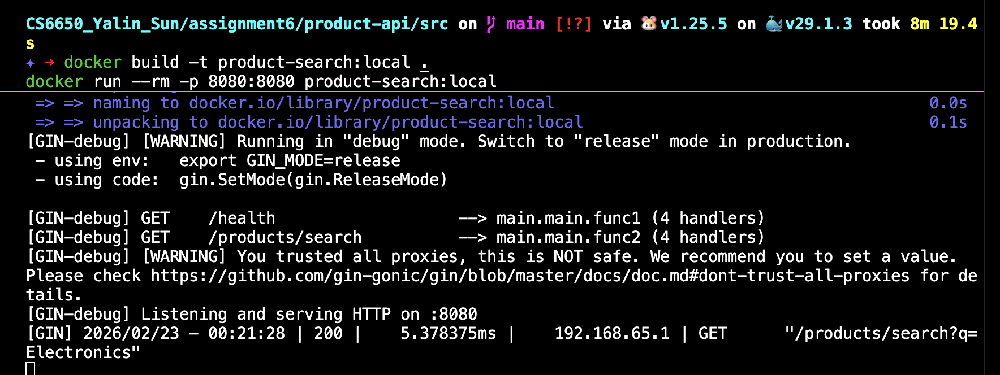 CS6650_Yalin_Sun/assignment6/product-api/src on main [!?] via 🐹v1.25.5 on 🐳v29.1.3 took 8m 19.4
s
✦ ➜ docker build -t product-search:local .
docker run --rm -p 8080:8080 product-search:local
=> => naming to docker.io/library/product-search:local 0.0s
=> => unpacking to docker.io/library/product-search:local 0.1s
[GIN-debug] [WARNING] Running in "debug" mode. Switch to "release" mode in production.
- using env:   export GIN_MODE=release
- using code:  gin.SetMode(gin.ReleaseMode)
[GIN-debug] GET    /health                   --> main.main.func1 (4 handlers)
[GIN-debug] GET    /products/search          --> main.main.func2 (4 handlers)
[GIN-debug] [WARNING] You trusted all proxies, this is NOT safe. We recommend you to set a value.
Please check https://github.com/gin-gonic/gin/blob/master/docs/doc.md#dont-trust-all-proxies for de
tails.
[GIN-debug] Listening and serving HTTP on :8080
[GIN] 2026/02/23 - 00:21:28 | 200 |    5.378375ms |    192.168.65.1 | GET      "/products/search?q=
Electronics"